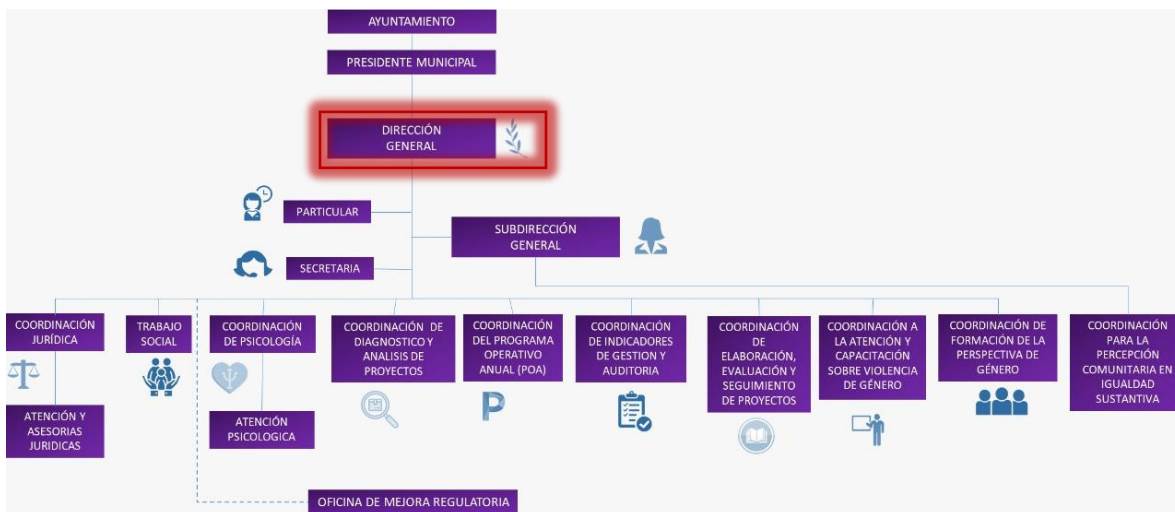 AYUNTAMIENTO
PRESIDENTE MUNICIPAL
DIRECCIÓN
GENERAL
PARTICULAR
SUBDIRECCIÓN
GENERAL
SECRETARIA
COORDINACIÓN
JURÍDICA
TRABAJO
SOCIAL
COORDINACIÓN
DE PSICOLOGÍA
COORDINACIÓN DE
DIAGNOSTICO Y
ANALISIS DE
PROYECTOS
COORDINACIÓN
DEL PROGRAMA
OPERATIVO
ANUAL (POA)
COORDINACIÓN
DE INDICADORES
DE GESTION Y
AUDITORIA
COORDINACIÓN
DE
ELABORACIÓN,
EVALUACIÓN Y
SEGUIMIENTO
DE PROYECTOS
COORDINACIÓN A
LA ATENCIÓN Y
CAPACITACIÓN
SOBRE VIOLENCIA
DE GÉNERO
COORDINACIÓN DE
FORMACIÓN DE LA
PERSPECTIVA DE
GÉNERO
COORDINACIÓN
PARA LA
PERCEPCIÓN
COMUNITARIA EN
IGUALDAD
SUSTANTIVA
P
ATENCIÓN Y
ASESORIAS
JURIDICAS
ATENCIÓN
PSICOLOGICA
OFICINA DE MEJORA REGULATORIA